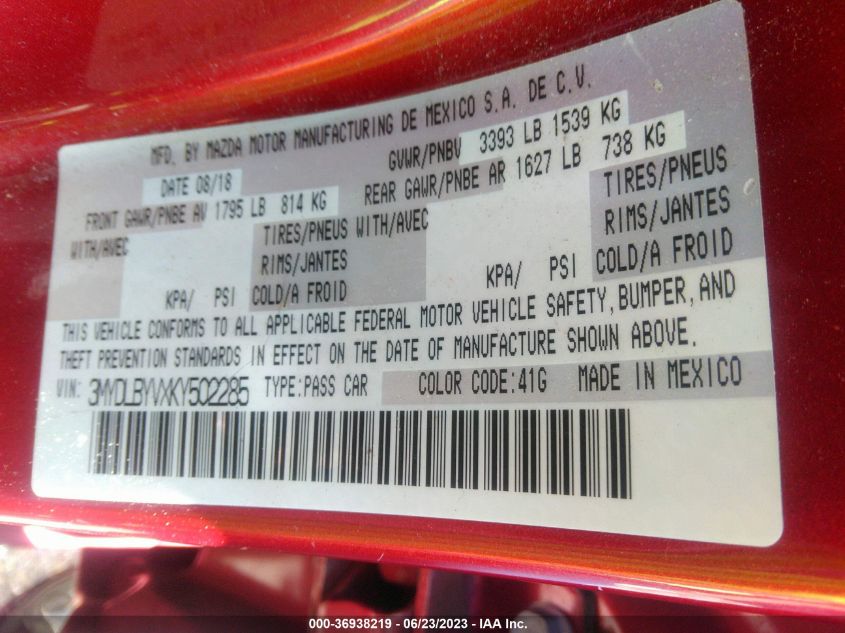 MFD. BY MAZDA MOTOR MANUFACTURING DE MEXICO S.A. DE C.V.
DATE 08/18 GVWR/PNBV 3393 LB 1539 KG
FRONT GAWR/PNBE AV 1795 LB 814 KG REAR GAWR/PNBE AR 1627 LB 738 KG
WITH/AVEC TIRES/PNEUS WITH/AVEC TIRES/PNEUS
RIMS/JANTES RIMS/JANTES
KPA/ PSI COLD/A FROID KPA/ PSI COLD/A FROID
THIS VEHICLE CONFORMS TO ALL APPLICABLE FEDERAL MOTOR VEHICLE SAFETY, BUMPER, AND
THEFT PREVENTION STANDARDS IN EFFECT ON THE DATE OF MANUFACTURE SHOWN ABOVE.
VIN: 3MYDLBYVXKY502285 TYPE:PASS CAR COLOR CODE:41G MADE IN MEXICO
000-36938219 - 06/23/2023 - IAA Inc.